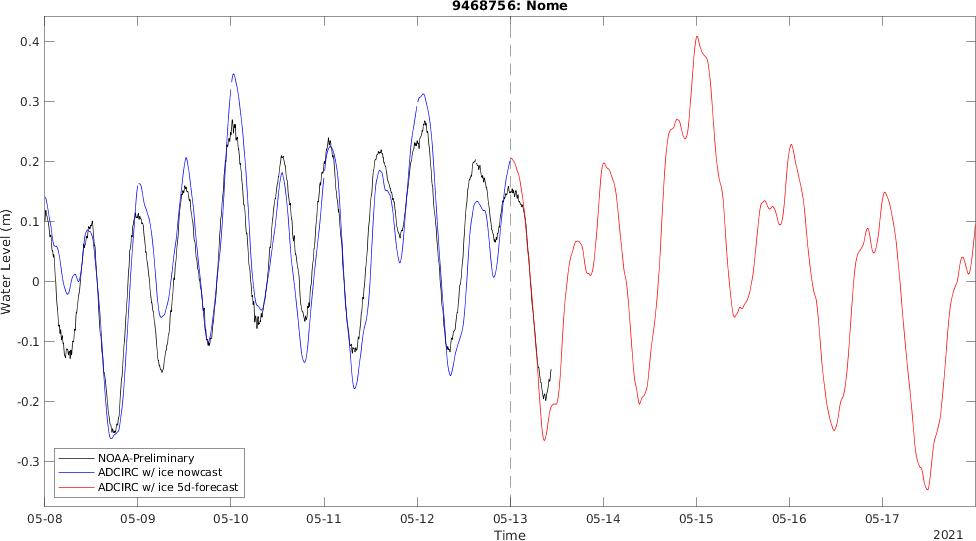 9468756: Nome
Water Level (m)
0.4
0.3
0.2
0.1
0
-0.1
-0.2
-0.3
NOAA-Preliminary
ADCIRC w/ ice nowcast
ADCIRC w/ ice 5d-forecast
05-08 05-09 05-10 05-11 05-12 05-13 05-14 05-15 05-16 05-17
Time
2021